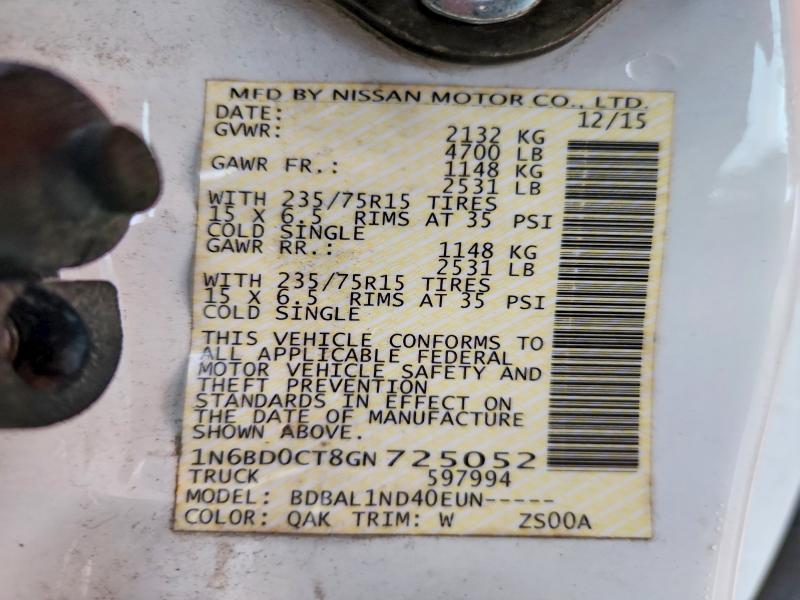 MFD BY NISSAN MOTOR CO., LTD.
DATE: 12/15
GVWR: 2132 KG
4700 LB
GAWR FR.: 1148 KG
2531 LB
WITH 235/75R15 TIRES
15 X 6.5 RIMS AT 35 PSI
COLD SINGLE
GAWR RR.: 1148 KG
2531 LB
WITH 235/75R15 TIRES
15 X 6.5 RIMS AT 35 PSI
COLD SINGLE
THIS VEHICLE CONFORMS TO
ALL APPLICABLE FEDERAL
MOTOR VEHICLE SAFETY AND
THEFT PREVENTION
STANDARDS IN EFFECT ON
THE DATE OF MANUFACTURE
SHOWN ABOVE.
1N6BD0CT8GN725052
TRUCK 597994
MODEL: BDBAL1ND40EUN-----
COLOR: QAK TRIM: W ZS00A